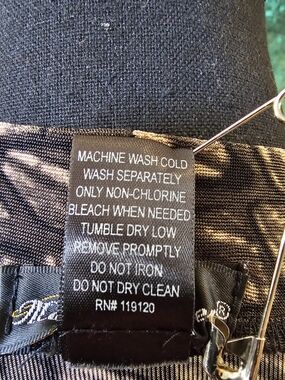 MACHINE WASH COLD
WASH SEPARATELY
ONLY NON-CHLORINE
BLEACH WHEN NEEDED
TUMBLE DRY LOW
REMOVE PROMPTLY
DO NOT IRON
DO NOT DRY CLEAN
RN# 119120
®